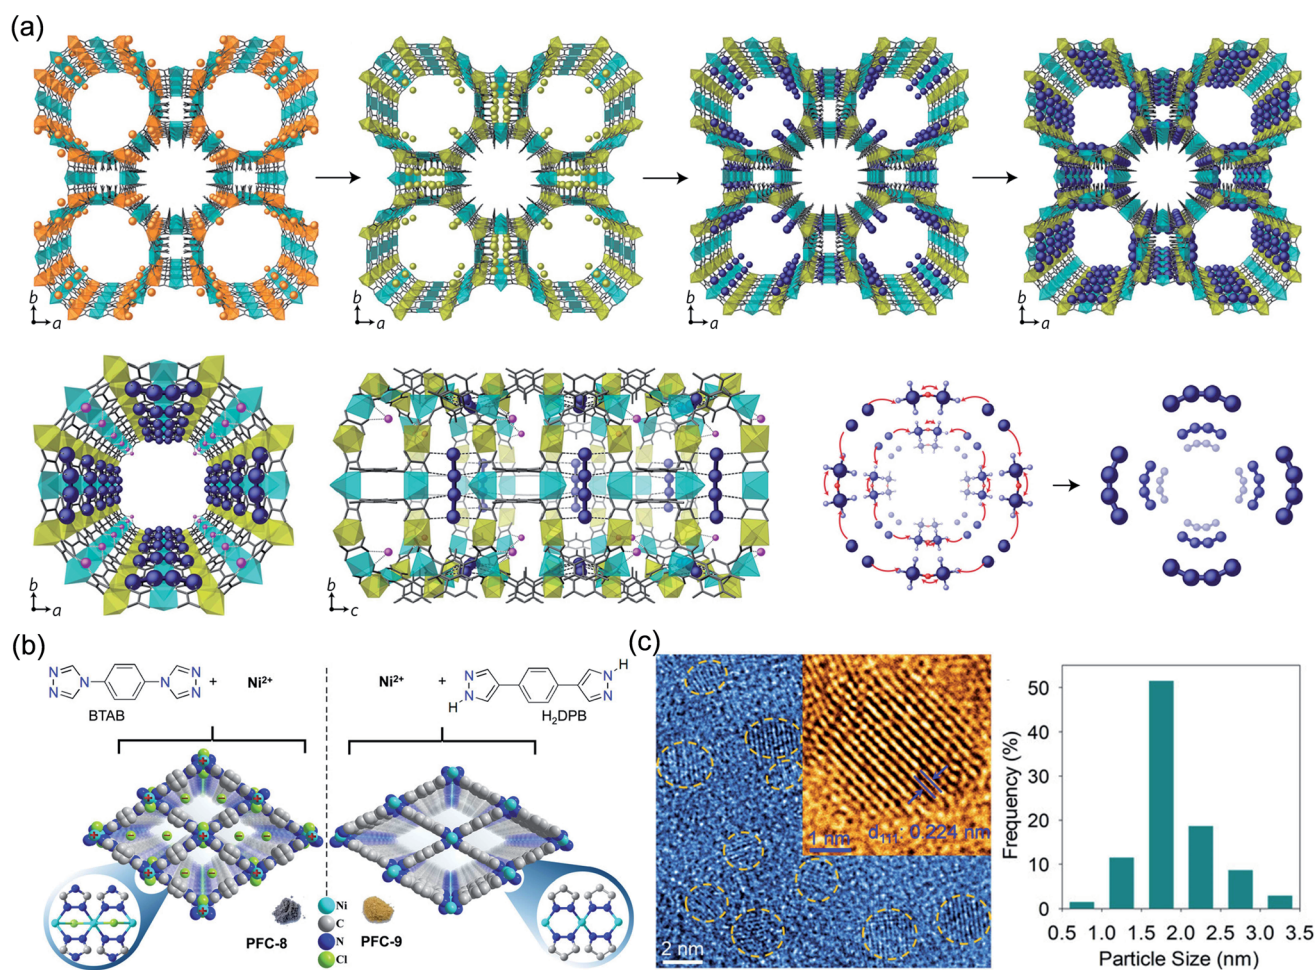 (a)
b
a
b
a
b
a
b
a
b
a
b
c
(b)
N
N
N
N
N
N
+
Ni²⁺
BTAB
Ni²⁺
+
N
N
H
H
N
N
H₂DPB
Ni
C
N
Cl
PFC-8
PFC-9
(c)
d₁₁₁: 0.224 nm
1 nm
2 nm
Frequency (%)
50
40
30
20
10
0
0.5 1.0 1.5 2.0 2.5 3.0 3.5
Particle Size (nm)